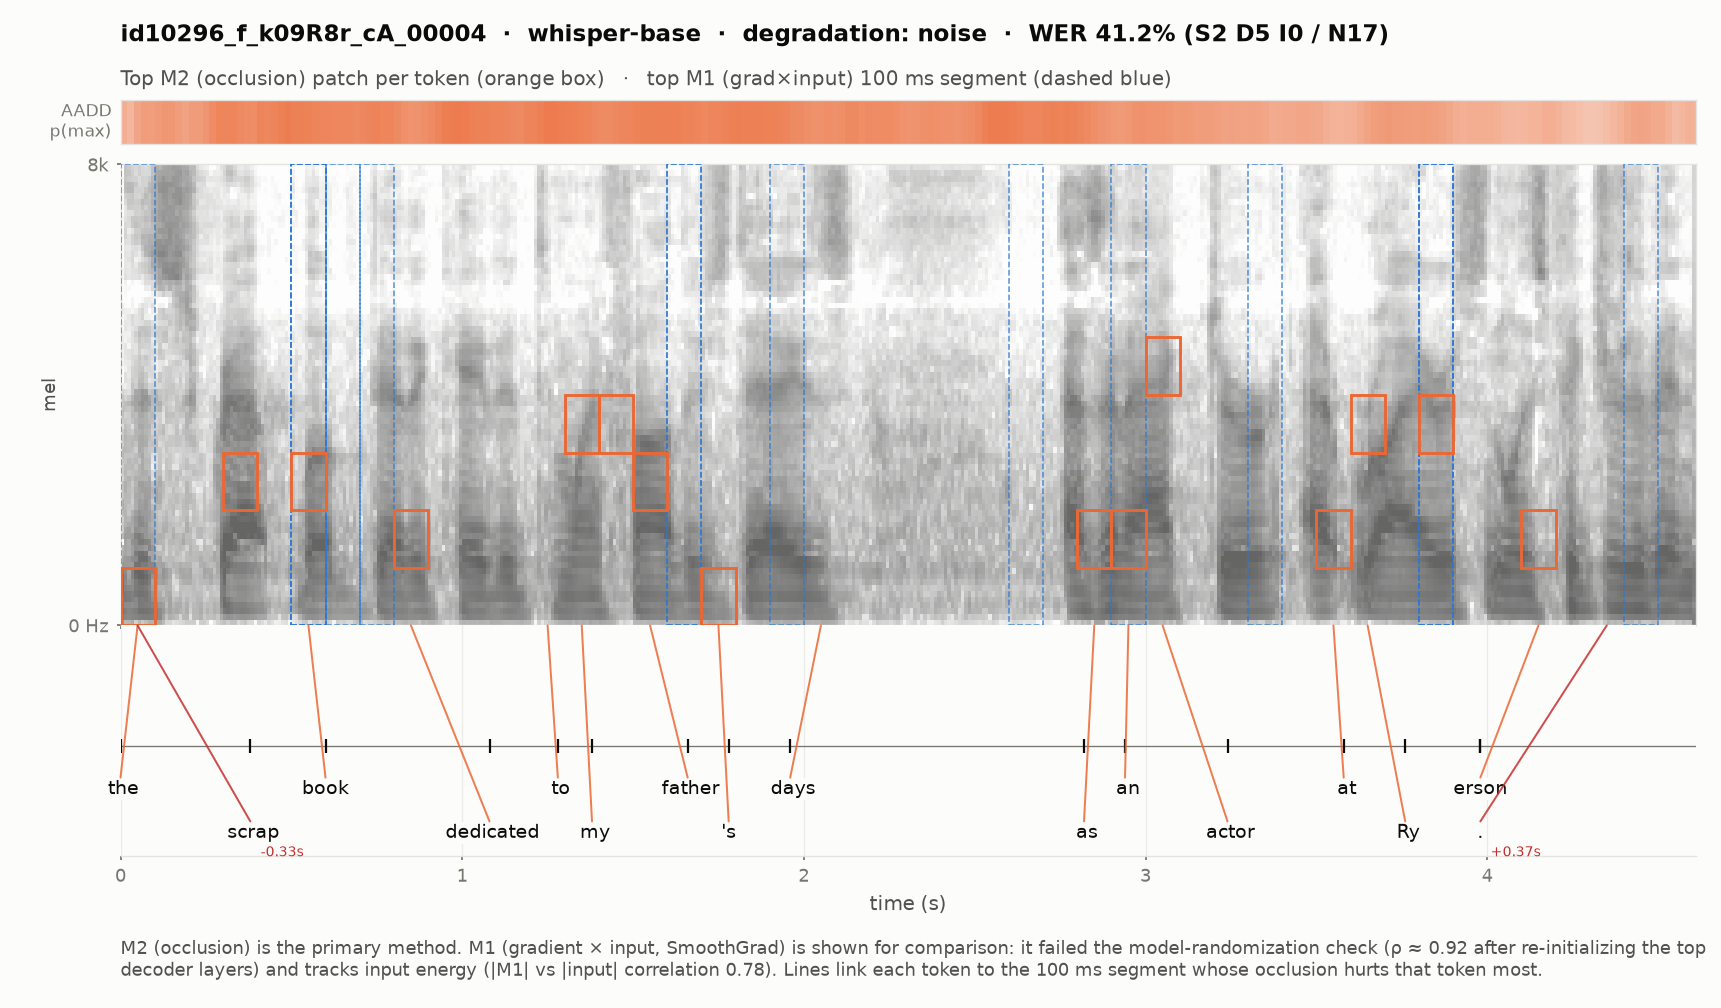 id10296_f_k09R8r_cA_00004 · whisper-base · degradation: noise · WER 41.2% (S2 D5 I0 / N17)
Top M2 (occlusion) patch per token (orange box) · top M1 (grad×input) 100 ms segment (dashed blue)
AADD
p(max)
8k
mel
0 Hz
the book to father days as an at erson
scrap dedicated my 's as actor Ry .
-0.33s +0.37s
0 1 2 3 4
time (s)
M2 (occlusion) is the primary method. M1 (gradient × input, SmoothGrad) is shown for comparison: it failed the model-randomization check (ρ ≈ 0.92 after re-initializing the top
decoder layers) and tracks input energy (|M1| vs |input| correlation 0.78). Lines link each token to the 100 ms segment whose occlusion hurts that token most.